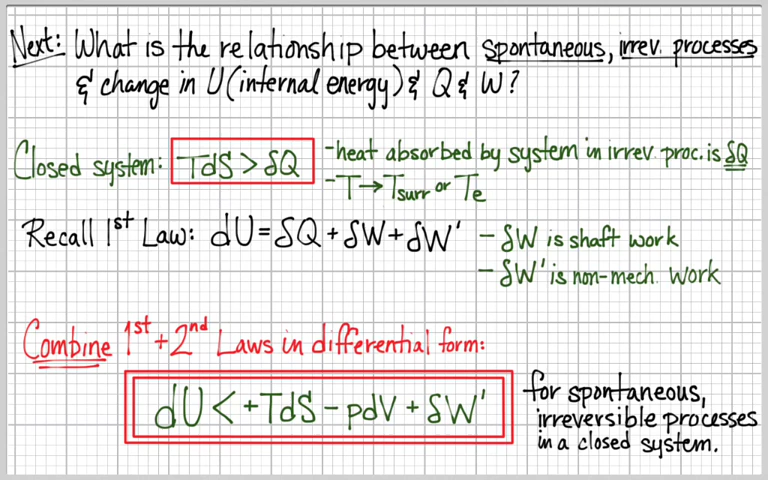 Next: What is the relationship between spontaneous, irrev. processes
& change in U (internal energy) & Q & W?
Closed system: TdS > δQ
-heat absorbed by system in irrev. proc. is δQ
-T → Tsurr or Te
Recall 1st Law: dU = δQ + δW + δW'
- δW is shaft work
- δW' is non-mech. work
Combine 1st + 2nd Laws in differential form:
dU < +TdS - pdV + δW'
for spontaneous,
irreversible processes
in a closed system.